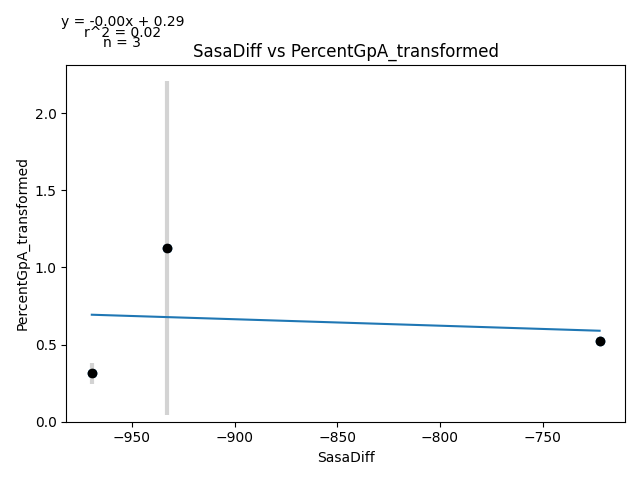 y = -0.00x + 0.29
r^2 = 0.02
n = 3
SasaDiff vs PercentGpA_transformed
PercentGpA_transformed
2.0
1.5
1.0
0.5
0.0
−950
−900
−850
−800
−750
SasaDiff